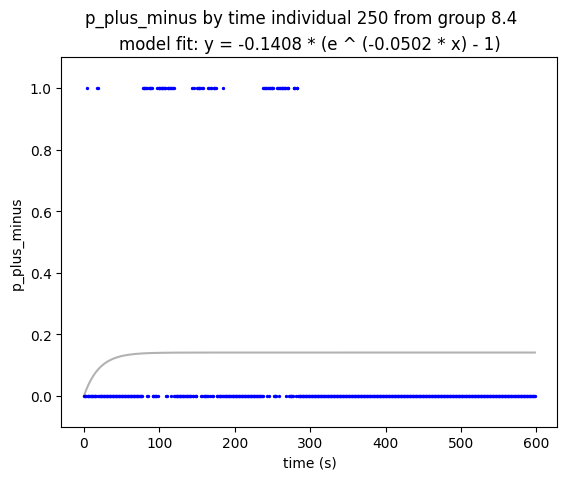 p_plus_minus by time individual 250 from group 8.4
model fit: y = -0.1408 * (e ^ (-0.0502 * x) - 1)
1.0
0.8
0.6
0.4
0.2
0.0
p_plus_minus
0 100 200 300 400 500 600
time (s)